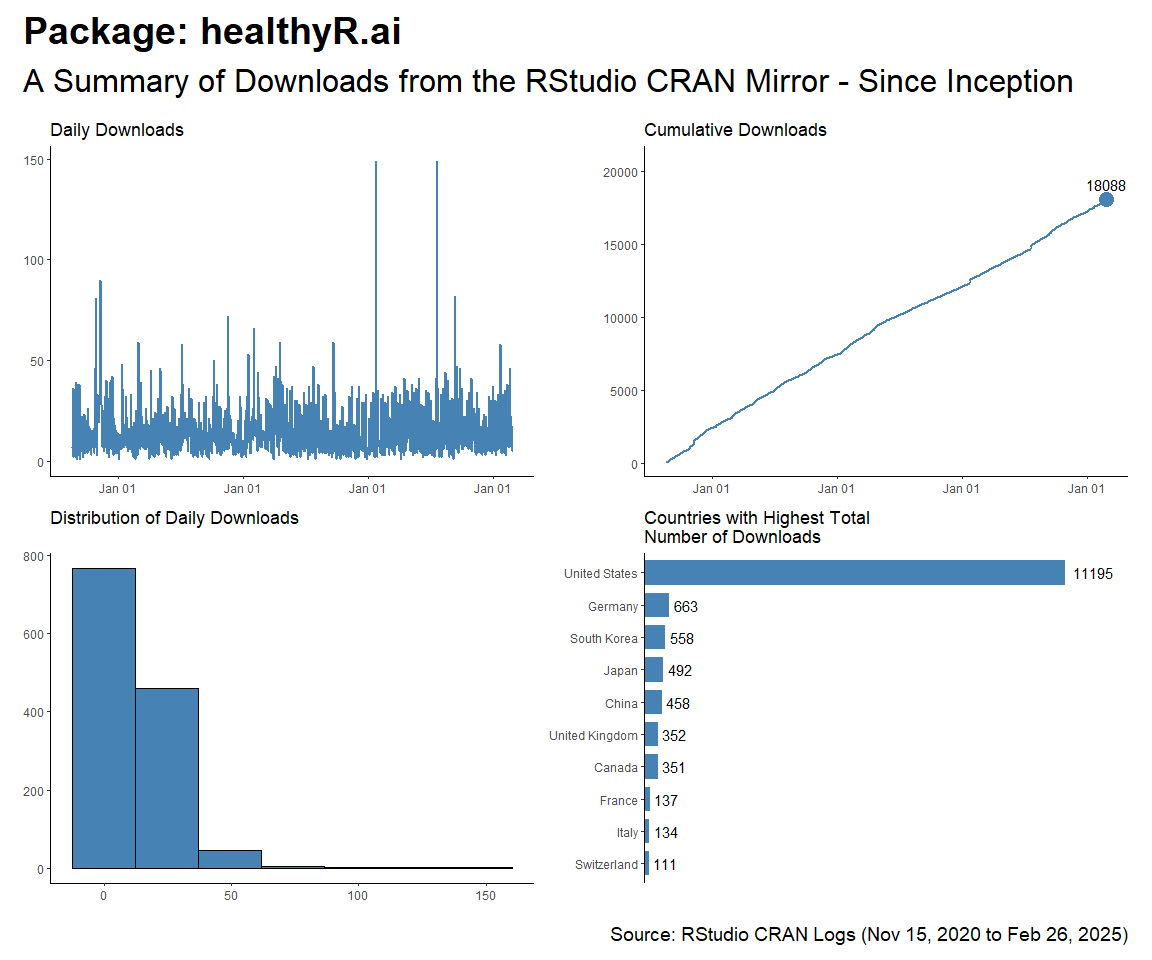 Package: healthyR.ai
A Summary of Downloads from the RStudio CRAN Mirror - Since Inception
Daily Downloads
150
100
50
0
Jan 01 Jan 01 Jan 01 Jan 01
Cumulative Downloads
20000
15000
10000
5000
0
18088
Jan 01 Jan 01 Jan 01 Jan 01
Distribution of Daily Downloads
800
600
400
200
0
0 50 100 150
Countries with Highest Total
Number of Downloads
United States 11195
Germany 663
South Korea 558
Japan 492
China 458
United Kingdom 352
Canada 351
France 137
Italy 134
Switzerland 111
Source: RStudio CRAN Logs (Nov 15, 2020 to Feb 26, 2025)